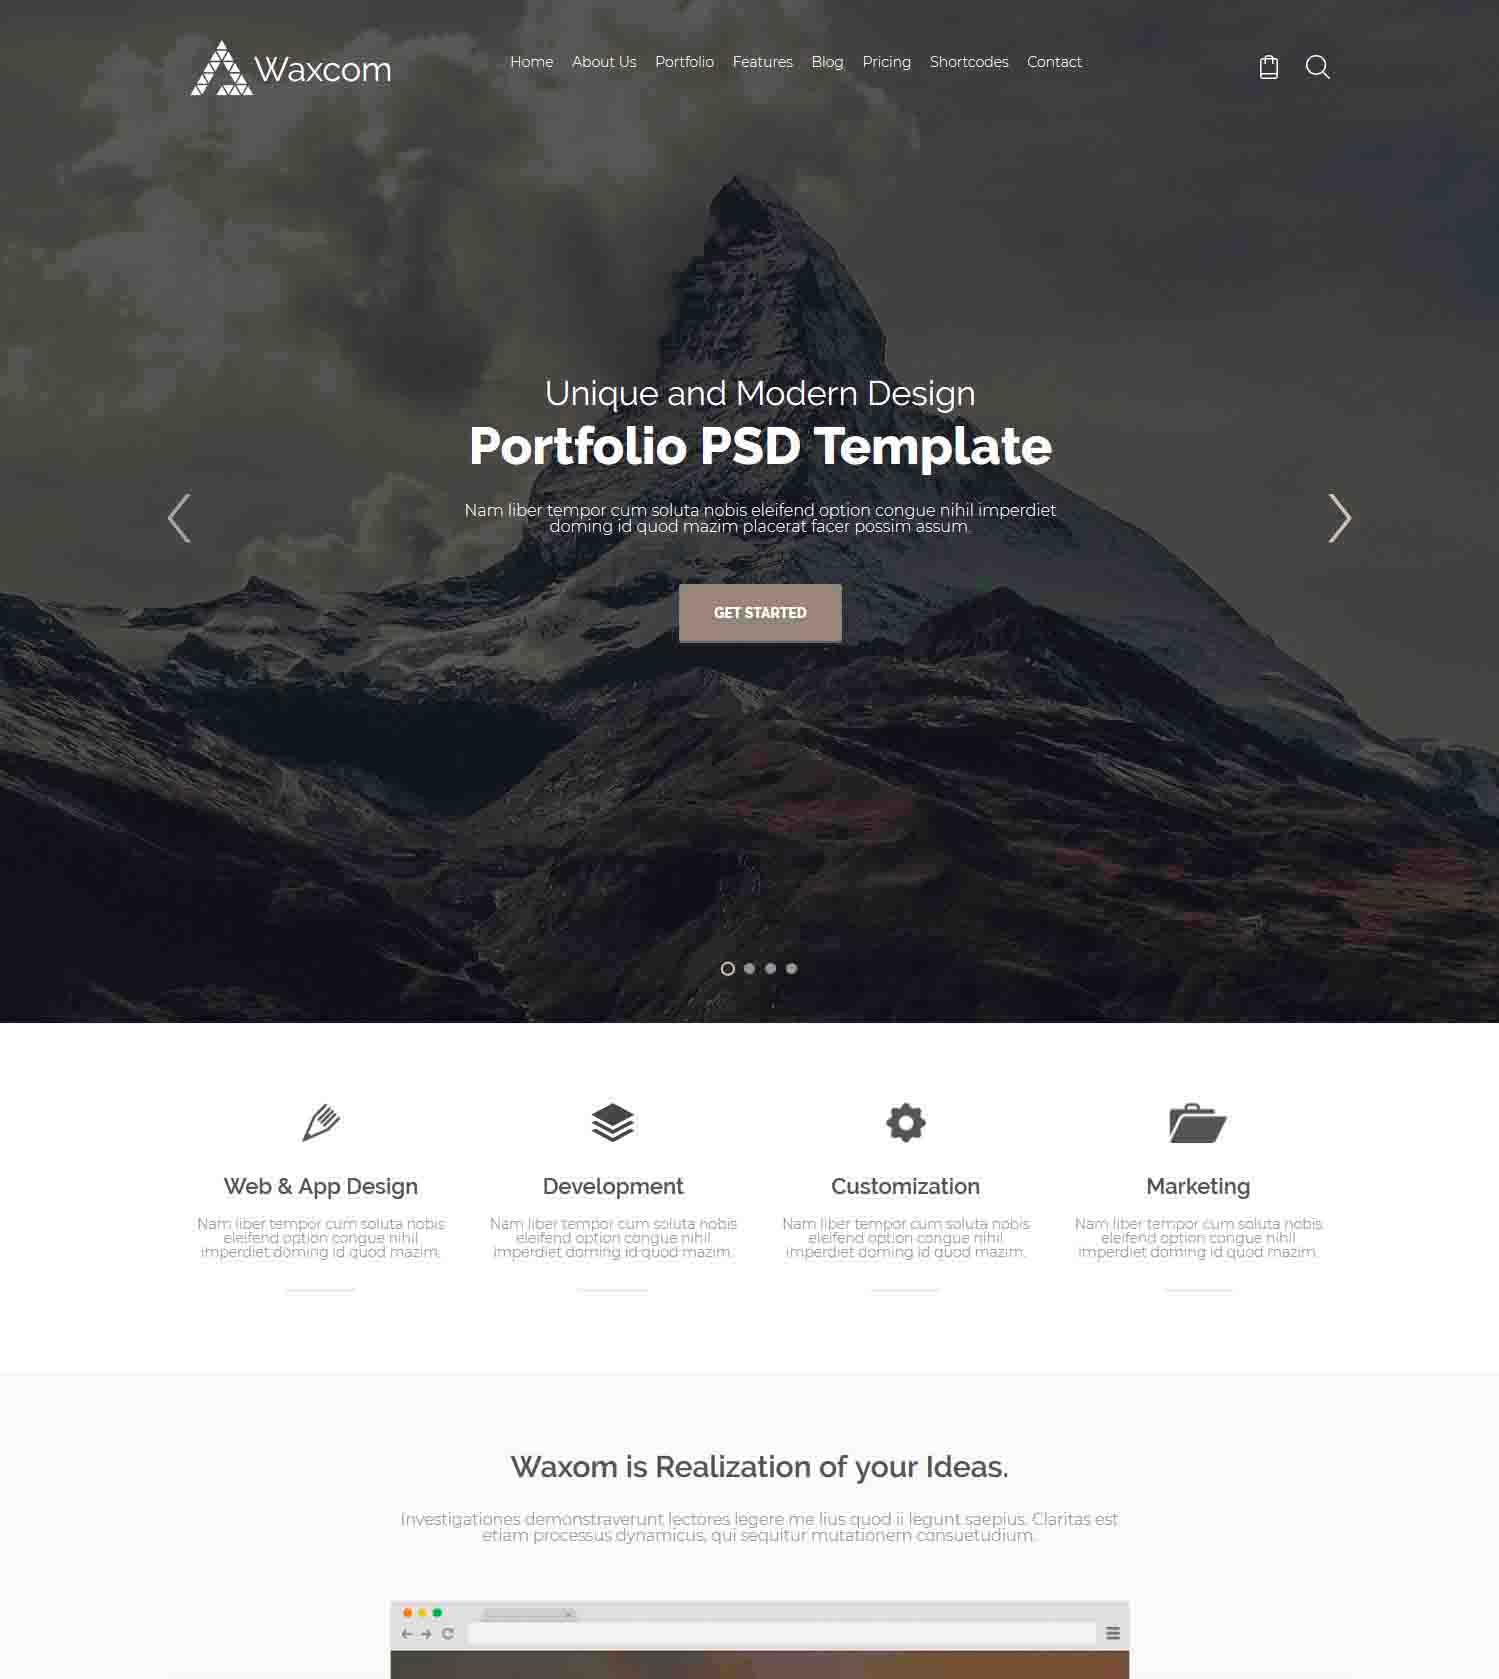 Waxcom
Home About Us Portfolio Features Blog Pricing Shortcodes Contact
Unique and Modern Design
Portfolio PSD Template
Nam liber tempor cum soluta nobis eleifend option congue nihil imperdiet
doming id quod mazim placerat facer possim assum.
GET STARTED
Web & App Design
Nam liber tempor cum soluta nobis
eleifend option congue nihil
imperdiet doming id quod mazim.
Development
Nam liber tempor cum soluta nobis
eleifend option congue nihil
imperdiet doming id quod mazim.
Customization
Nam liber tempor cum soluta nobis
eleifend option congue nihil
imperdiet doming id quod mazim.
Marketing
Nam liber tempor cum soluta nobis
eleifend option congue nihil
imperdiet doming id quod mazim.
Waxom is Realization of your Ideas.
Investigationes demonstraverunt lectores legere me lius quod ii legunt saepius. Claritas est
etiam processus dynamicus, qui sequitur mutationern consuetudium.